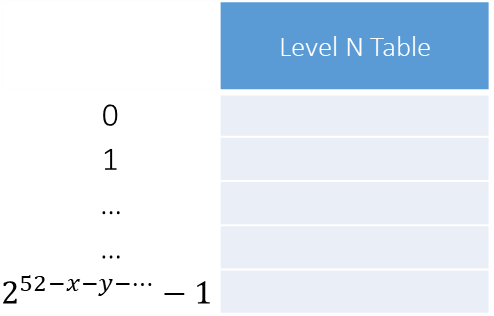 Level N Table
0
1
...
...
2^{52-x-y-⋯} − 1